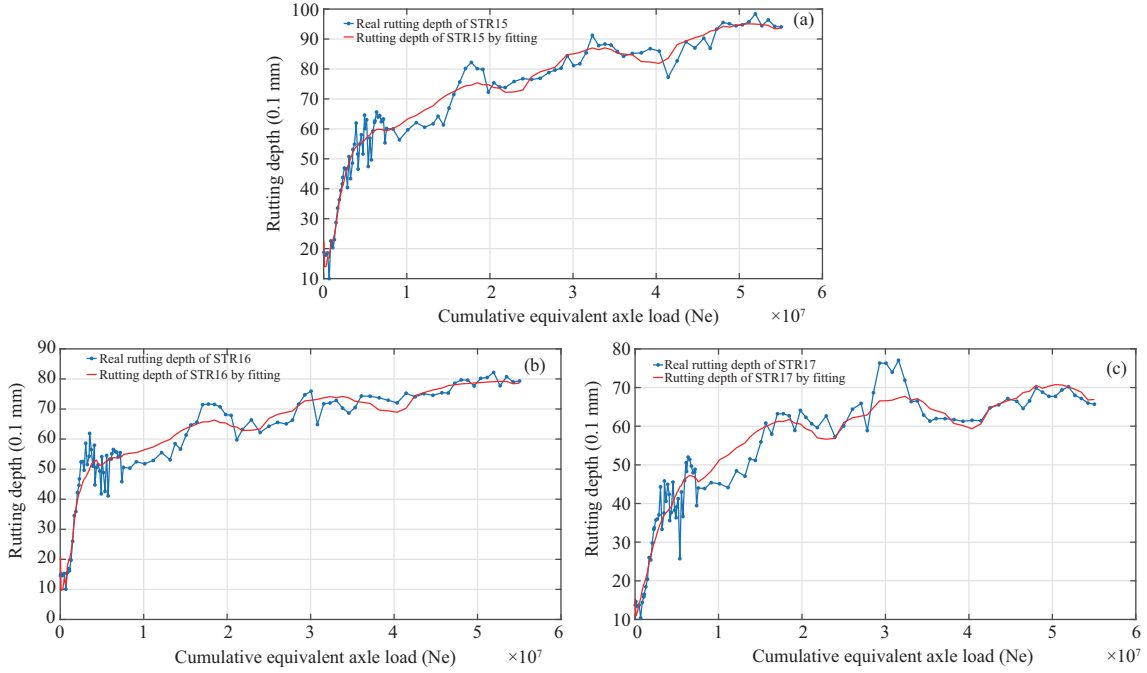 100
90
80
70
60
50
40
30
20
10
Rutting depth (0.1 mm)
Real rutting depth of STR15
Rutting depth of STR15 by fitting
(a)
0 1 2 3 4 5 6
Cumulative equivalent axle load (Ne)
×10⁷
90
80
70
60
50
40
30
20
10
0
Rutting depth (0.1 mm)
Real rutting depth of STR16
Rutting depth of STR16 by fitting
(b)
0 1 2 3 4 5 6
Cumulative equivalent axle load (Ne)
×10⁷
80
70
60
50
40
30
20
10
Rutting depth (0.1 mm)
Real rutting depth of STR17
Rutting depth of STR17 by fitting
(c)
0 1 2 3 4 5 6
Cumulative equivalent axle load (Ne)
×10⁷